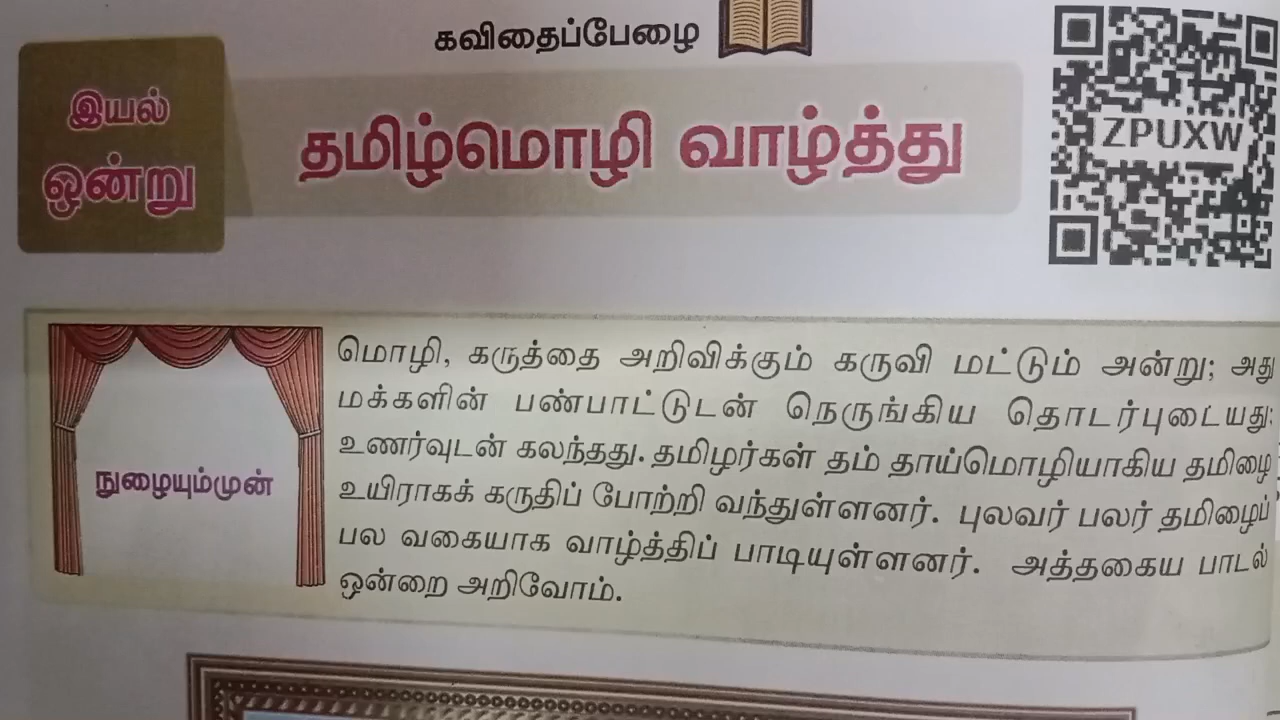 கவிதைப்பேழை
இயல்
ஒன்று
தமிழ்மொழி வாழ்த்து
ZPUXW
நுழையும்முன்
மொழி, கருத்தை அறிவிக்கும் கருவி மட்டும் அன்று; அது
மக்களின் பண்பாட்டுடன் நெருங்கிய தொடர்புடையது;
உணர்வுடன் கலந்தது. தமிழர்கள் தம் தாய்மொழியாகிய தமிழை
உயிராகக் கருதிப் போற்றி வந்துள்ளனர். புலவர் பலர் தமிழைப்
பல வகையாக வாழ்த்திப் பாடியுள்ளனர். அத்தகைய பாடல்
ஒன்றை அறிவோம்.